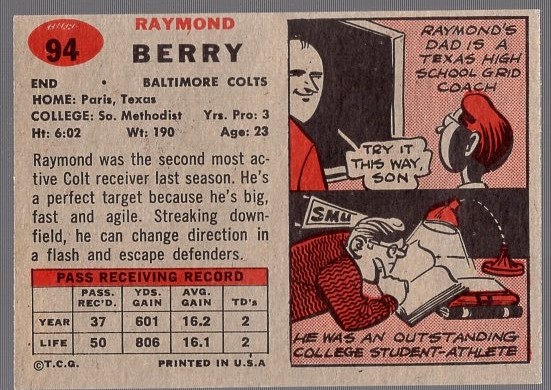 94
RAYMOND
BERRY
END • BALTIMORE COLTS
HOME: Paris, Texas
COLLEGE: So. Methodist Yrs. Pro: 3
Ht: 6:02 Wt: 190 Age: 23
Raymond was the second most ac-
tive Colt receiver last season. He's
a perfect target because he's big,
fast and agile. Streaking down-
field, he can change direction in
a flash and escape defenders.
PASS RECEIVING RECORD
PASS. REC'D. YDS. GAIN AVG. GAIN TD's
YEAR 37 601 16.2 2
LIFE 50 806 16.1 2
©T.C.G. PRINTED IN U.S.A
RAYMOND'S
DAD IS A
TEXAS HIGH
SCHOOL GRID
COACH
TRY IT
THIS WAY,
SON
SMU
HE WAS AN OUTSTANDING
COLLEGE STUDENT-ATHLETE